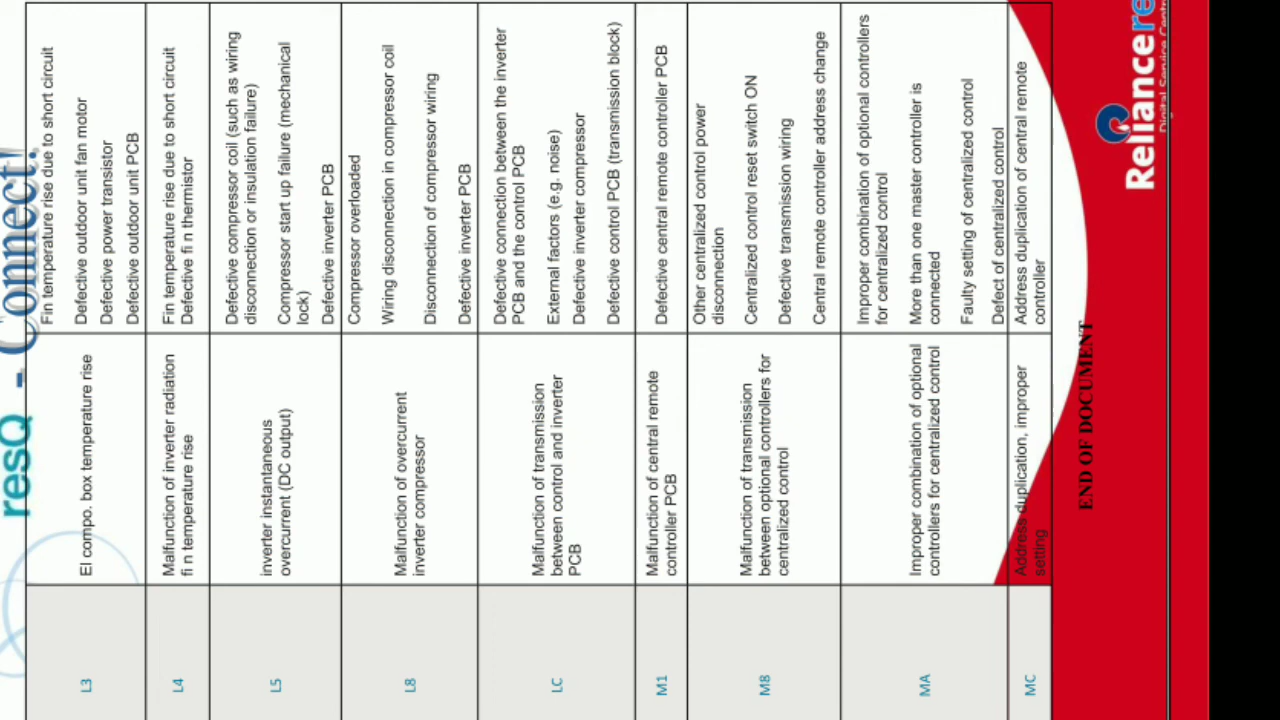 resQ - Connect!
L3
El compo. box temperature rise
Fin temperature rise due to short circuit
Defective outdoor unit fan motor
Defective power transistor
Defective outdoor unit PCB
L4
Malfunction of inverter radiation
fi n temperature rise
Fin temperature rise due to short circuit
Defective fi n thermistor
L5
inverter instantaneous
overcurrent (DC output)
Defective compressor coil (such as wiring
disconnection or insulation failure)
Compressor start up failure (mechanical
lock)
Defective inverter PCB
L8
Malfunction of overcurrent
inverter compressor
Compressor overloaded
Wiring disconnection in compressor coil
Disconnection of compressor wiring
Defective inverter PCB
LC
Malfunction of transmission
between control and inverter
PCB
Defective connection between the inverter
PCB and the control PCB
External factors (e.g. noise)
Defective inverter compressor
Defective control PCB (transmission block)
M1
Malfunction of central remote
controller PCB
Defective central remote controller PCB
M8
Malfunction of transmission
between optional controllers for
centralized control
Other centralized control power
disconnection
Centralized control reset switch ON
Defective transmission wiring
Central remote controller address change
MA
Improper combination of optional
controllers for centralized control
Improper combination of optional controllers
for centralized control
More than one master controller is
connected
Faulty setting of centralized control
Defect of centralized control
MC
Address duplication, improper
setting
Address duplication of central remote
controller
END OF DOCUMENT
Reliance re
Digital Service Centr